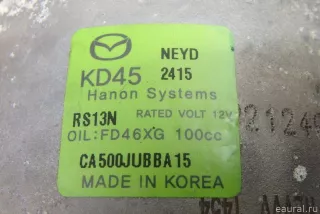 NEYD
KD45 2415
Hanon Systems
RS13N RATED VOLT 12V
OIL:FD46XG 100cc
CA500JUBBA15
MADE IN KOREA
© eaural.ru